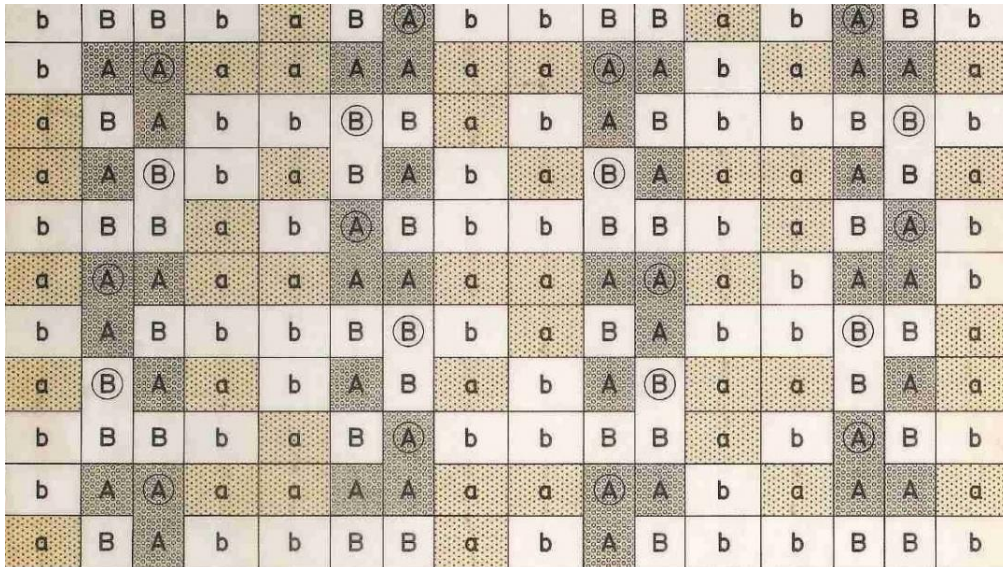 b B B b a B A b b B B a b A B b
b A A a a A A a a A A b a A A a
a B A b b B B a b A B b b B B b
a A B b a B A b a B A a a A B a
b B B a b A B b b B B b a B A b
a A A a a A A a a A A a b A A b
b A B b b B B b a B A b b B B a
a B A a b A B a b A B a a B A a
b B B b a B A b b B B a b A B b
b A A a a A A a a A A b a A A a
a B A b b B B a b A B b b B B b